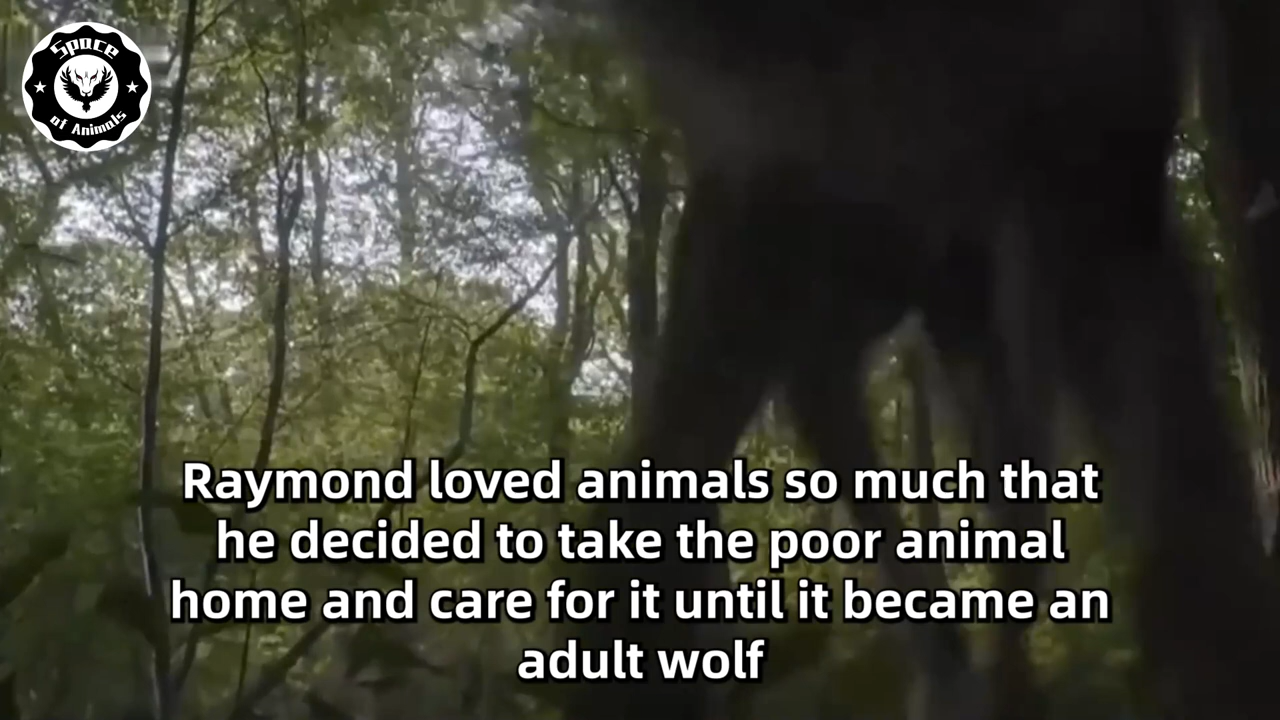 Space
of Animals
Raymond loved animals so much that
he decided to take the poor animal
home and care for it until it became an
adult wolf